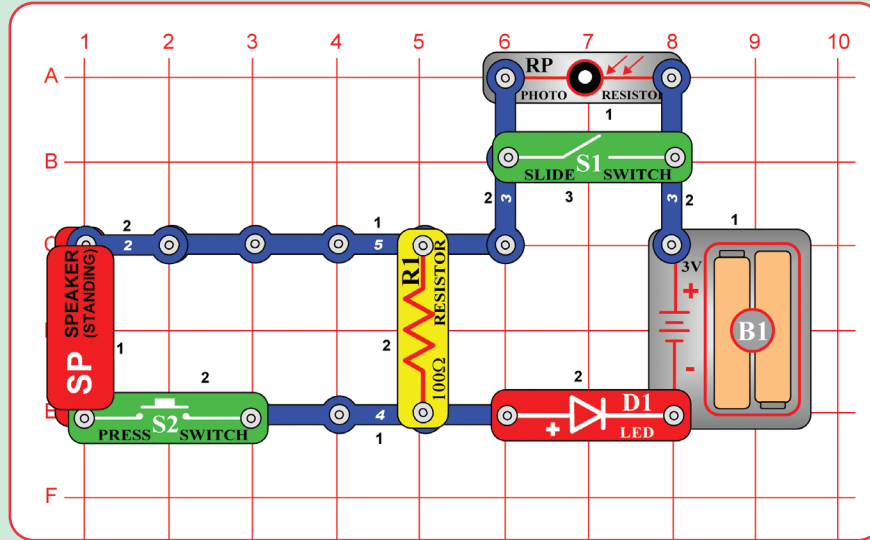 1 2 3 4 5 6 7 8 9 10
A
RP
PHOTO RESISTOR
1
B
S1
SLIDE SWITCH
2 3 3 3 2
1
C
2
2
1
5
3V
+
-
B1
SP SPEAKER
(STANDING)
1
R1 RESISTOR
100Ω
2
2
S2
PRESS SWITCH
E
4
1
2
D1
+ LED
F